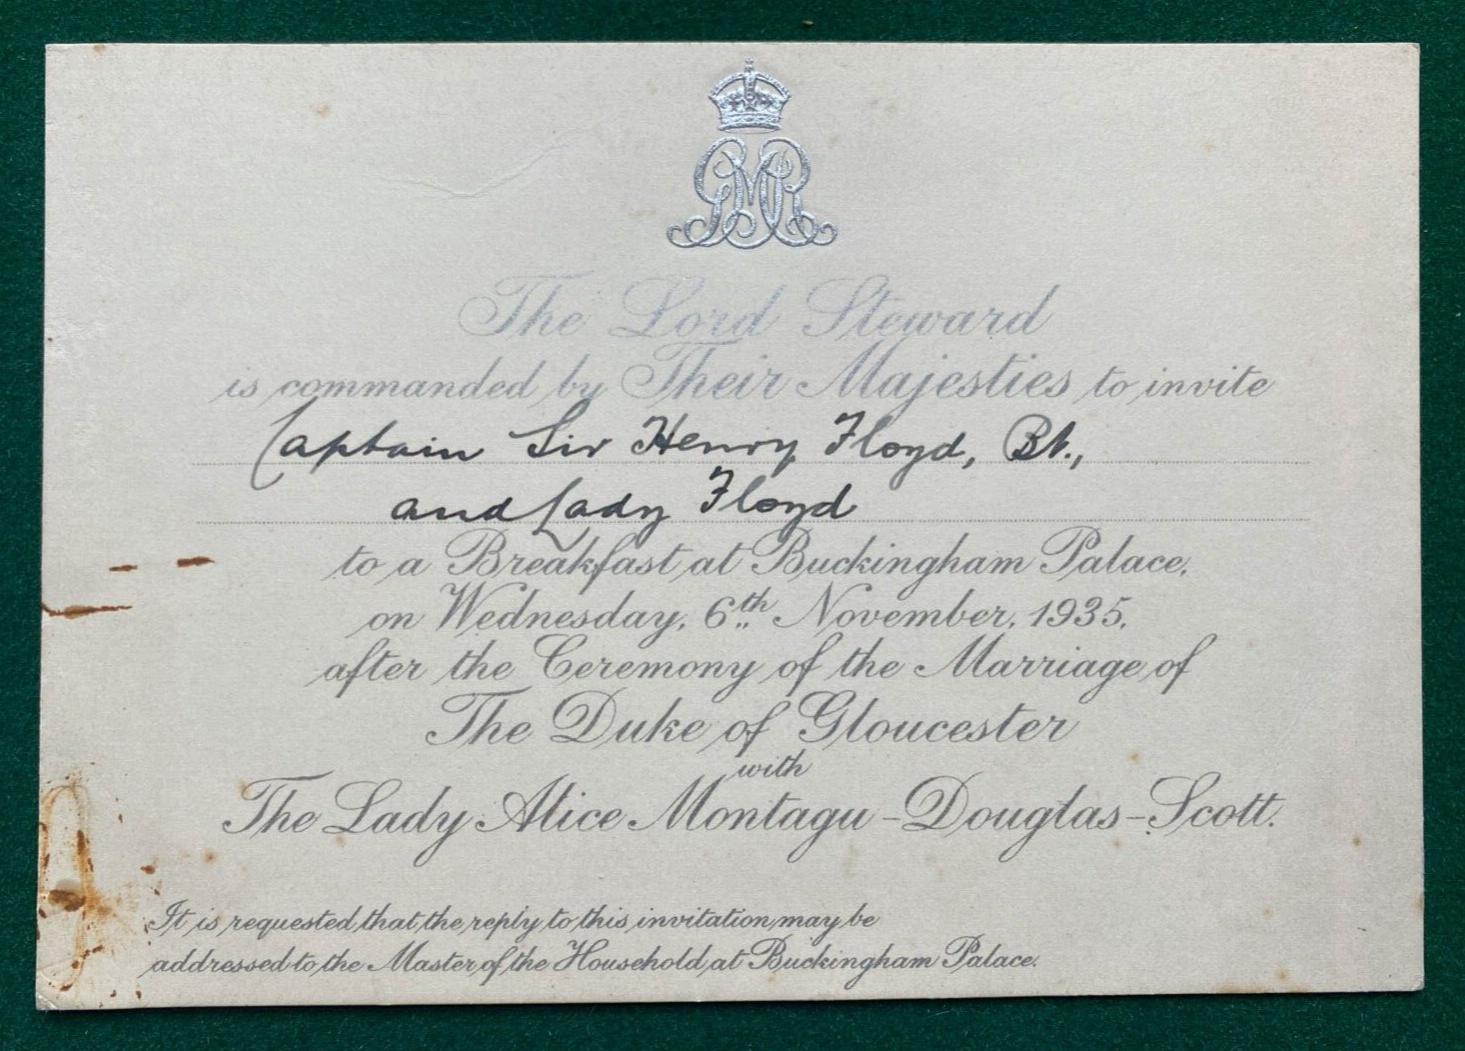 GMR
The Lord Steward
is commanded by Their Majesties to invite
Captain Sir Henry Floyd, Bt.,
and Lady Floyd
to a Breakfast at Buckingham Palace,
on Wednesday, 6th November, 1935,
after the Ceremony of the Marriage of
The Duke of Gloucester
with
The Lady Alice Montagu-Douglas-Scott.
It is requested that the reply to this invitation may be
addressed to the Master of the Household at Buckingham Palace.